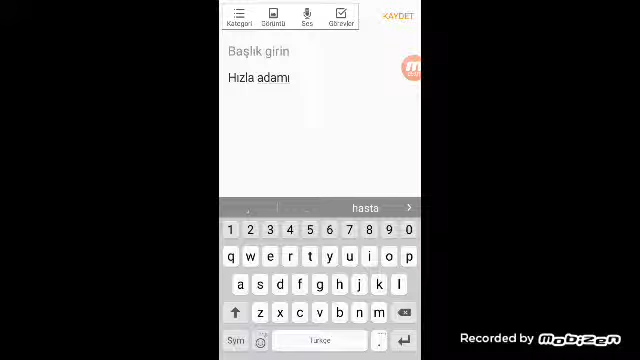 Kategori Görüntü Ses Görevler KAYDET
Başlık girin
Hızla adamı
hasta
1 2 3 4 5 6 7 8 9 0
q w e r t y u i o p
a s d f g h j k l
z x c v b n m
Sym Türkçe .
Recorded by MOBIZEN